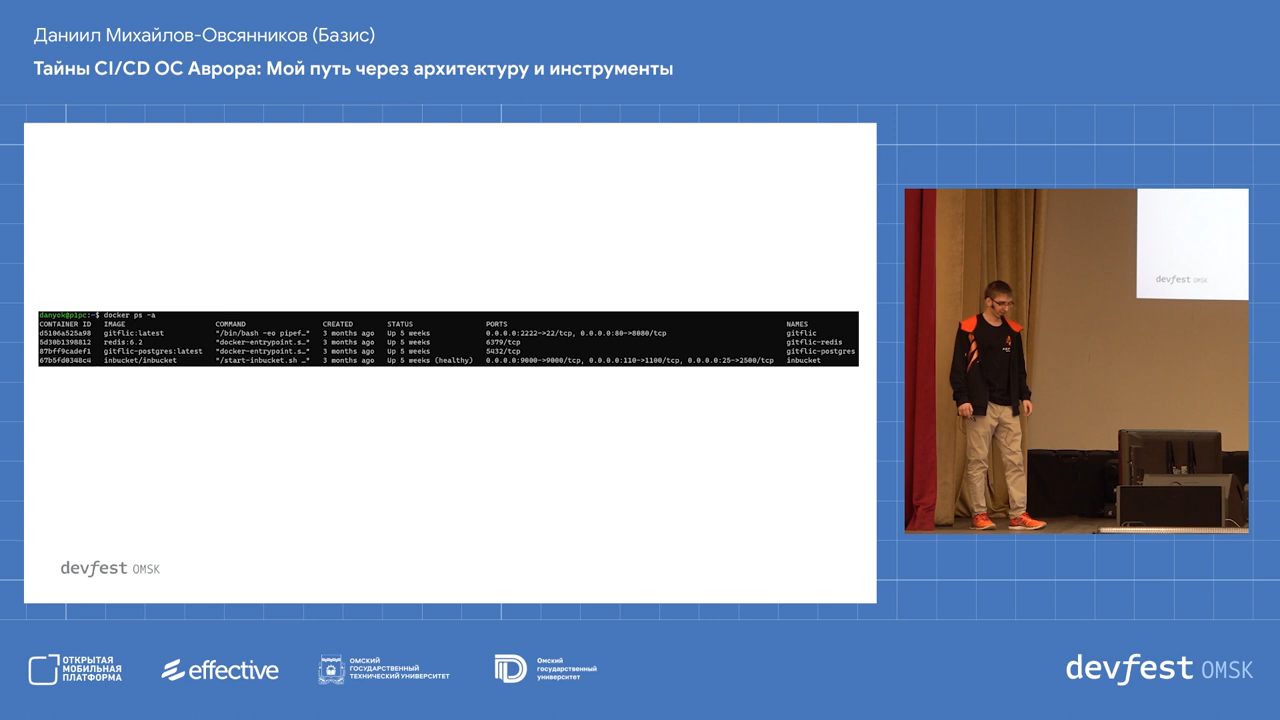 Даниил Михайлов-Овсянников (Базис)
Тайны CI/CD ОС Аврора: Мой путь через архитектуру и инструменты
danyok@p1pc:~$ docker ps -a
CONTAINER ID IMAGE COMMAND CREATED STATUS PORTS NAMES
d5106a525a98 gitflic:latest "/bin/bash -eo pipef…" 3 months ago Up 5 weeks 0.0.0.0:2222->22/tcp, 0.0.0.0:80->8080/tcp gitflic
5d30b1398812 redis:6.2 "docker-entrypoint.s…" 3 months ago Up 5 weeks 6379/tcp gitflic-redis
87bff9cadef1 gitflic-postgres:latest "docker-entrypoint.s…" 3 months ago Up 5 weeks 5432/tcp gitflic-postgres
67b5fd0348c4 inbucket/inbucket "/start-inbucket.sh …" 3 months ago Up 5 weeks (healthy) 0.0.0.0:9000->9000/tcp, 0.0.0.0:110->1100/tcp, 0.0.0.0:25->2500/tcp inbucket
devfest OMSK
devfest OMSK
ОТКРЫТАЯ
МОБИЛЬНАЯ
ПЛАТФОРМА
effective
ОМСКИЙ
ГОСУДАРСТВЕННЫЙ
ТЕХНИЧЕСКИЙ УНИВЕРСИТЕТ
Омский
государственный
университет
devfest OMSK